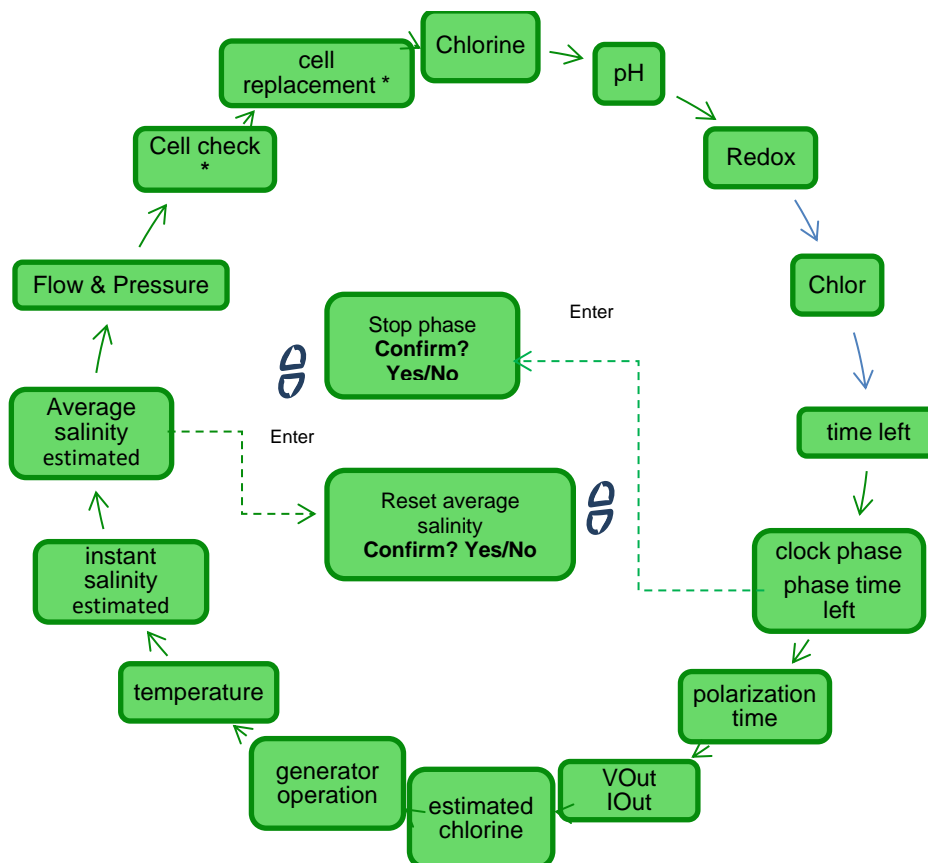 Chlorine
pH
Redox
Chlor
time left
clock phase
phase time
left
polarization
time
VOut
IOut
estimated
chlorine
generator
operation
temperature
instant
salinity
estimated
Average
salinity
estimated
Flow & Pressure
Cell check
*
cell
replacement *
Stop phase
Confirm?
Yes/No
Enter
Enter
Reset average
salinity
Confirm? Yes/No